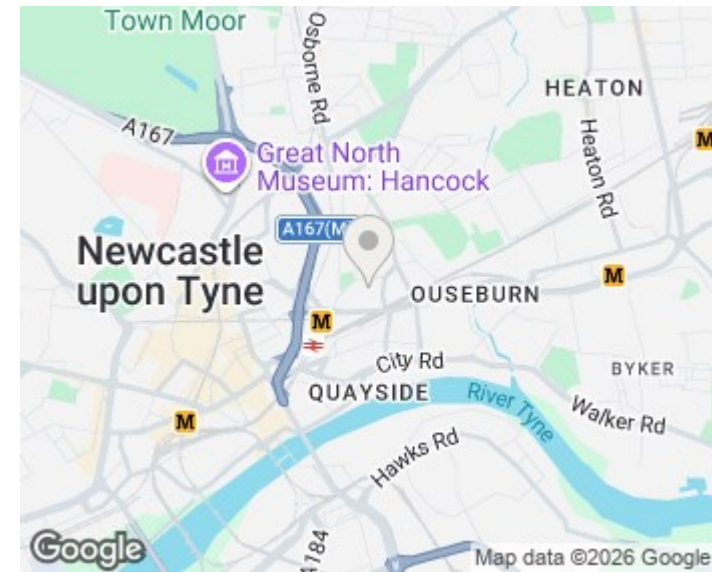 Town Moor
Osborne Rd
HEATON
A167
Heaton Rd
M
Great North
Museum: Hancock
A167(M)
Newcastle
upon Tyne
M
OUSEBURN
M
City Rd
BYKER
QUAYSIDE
River Tyne
Walker Rd
M
Hawks Rd
A184
Google
Map data ©2026 Google